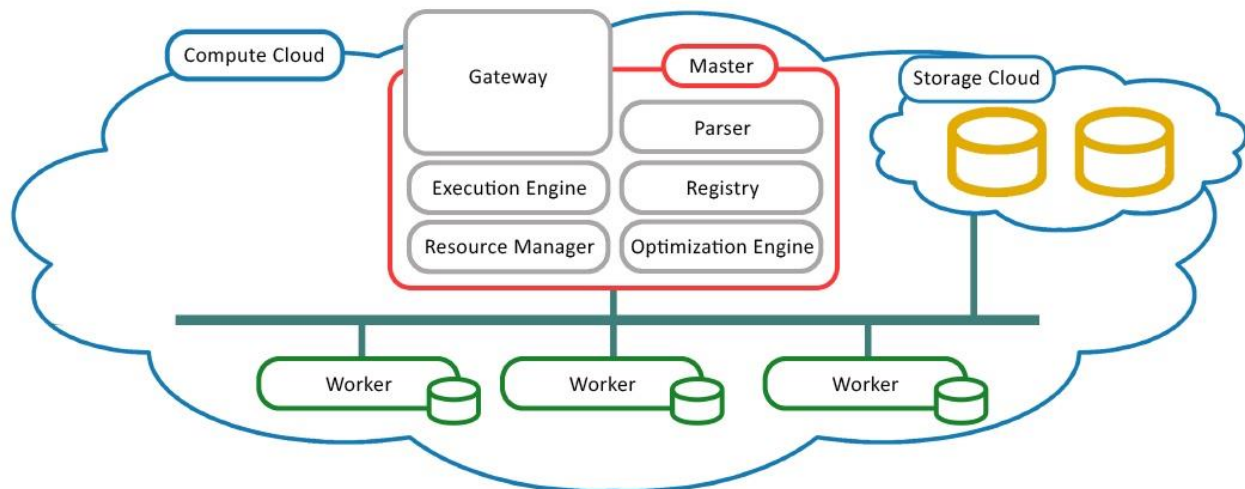 Compute Cloud
Gateway
Master
Storage Cloud
Parser
Execution Engine
Registry
Resource Manager
Optimization Engine
Worker
Worker
Worker